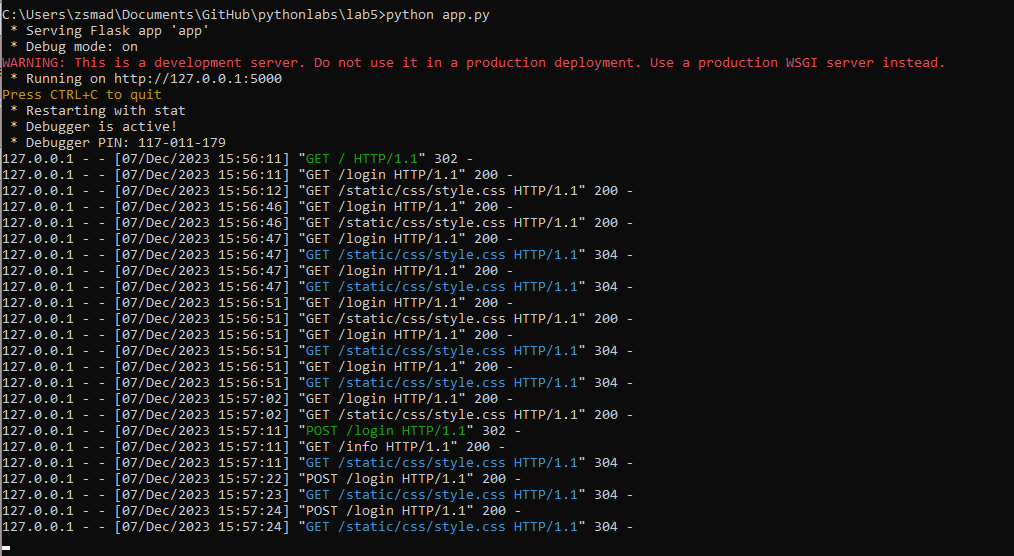 C:\Users\zsmad\Documents\GitHub\pythonlabs\lab5>python app.py
 * Serving Flask app 'app'
 * Debug mode: on
WARNING: This is a development server. Do not use it in a production deployment. Use a production WSGI server instead.
 * Running on http://127.0.0.1:5000
Press CTRL+C to quit
 * Restarting with stat
 * Debugger is active!
 * Debugger PIN: 117-011-179
127.0.0.1 - - [07/Dec/2023 15:56:11] "GET / HTTP/1.1" 302 -
127.0.0.1 - - [07/Dec/2023 15:56:11] "GET /login HTTP/1.1" 200 -
127.0.0.1 - - [07/Dec/2023 15:56:12] "GET /static/css/style.css HTTP/1.1" 200 -
127.0.0.1 - - [07/Dec/2023 15:56:46] "GET /login HTTP/1.1" 200 -
127.0.0.1 - - [07/Dec/2023 15:56:46] "GET /static/css/style.css HTTP/1.1" 200 -
127.0.0.1 - - [07/Dec/2023 15:56:47] "GET /login HTTP/1.1" 200 -
127.0.0.1 - - [07/Dec/2023 15:56:47] "GET /static/css/style.css HTTP/1.1" 304 -
127.0.0.1 - - [07/Dec/2023 15:56:47] "GET /login HTTP/1.1" 200 -
127.0.0.1 - - [07/Dec/2023 15:56:47] "GET /static/css/style.css HTTP/1.1" 304 -
127.0.0.1 - - [07/Dec/2023 15:56:51] "GET /login HTTP/1.1" 200 -
127.0.0.1 - - [07/Dec/2023 15:56:51] "GET /static/css/style.css HTTP/1.1" 200 -
127.0.0.1 - - [07/Dec/2023 15:56:51] "GET /login HTTP/1.1" 200 -
127.0.0.1 - - [07/Dec/2023 15:56:51] "GET /static/css/style.css HTTP/1.1" 304 -
127.0.0.1 - - [07/Dec/2023 15:56:51] "GET /login HTTP/1.1" 200 -
127.0.0.1 - - [07/Dec/2023 15:56:51] "GET /static/css/style.css HTTP/1.1" 304 -
127.0.0.1 - - [07/Dec/2023 15:57:02] "GET /login HTTP/1.1" 200 -
127.0.0.1 - - [07/Dec/2023 15:57:02] "GET /static/css/style.css HTTP/1.1" 200 -
127.0.0.1 - - [07/Dec/2023 15:57:11] "POST /login HTTP/1.1" 302 -
127.0.0.1 - - [07/Dec/2023 15:57:11] "GET /info HTTP/1.1" 200 -
127.0.0.1 - - [07/Dec/2023 15:57:11] "GET /static/css/style.css HTTP/1.1" 304 -
127.0.0.1 - - [07/Dec/2023 15:57:22] "POST /login HTTP/1.1" 200 -
127.0.0.1 - - [07/Dec/2023 15:57:23] "GET /static/css/style.css HTTP/1.1" 304 -
127.0.0.1 - - [07/Dec/2023 15:57:24] "POST /login HTTP/1.1" 200 -
127.0.0.1 - - [07/Dec/2023 15:57:24] "GET /static/css/style.css HTTP/1.1" 304 -